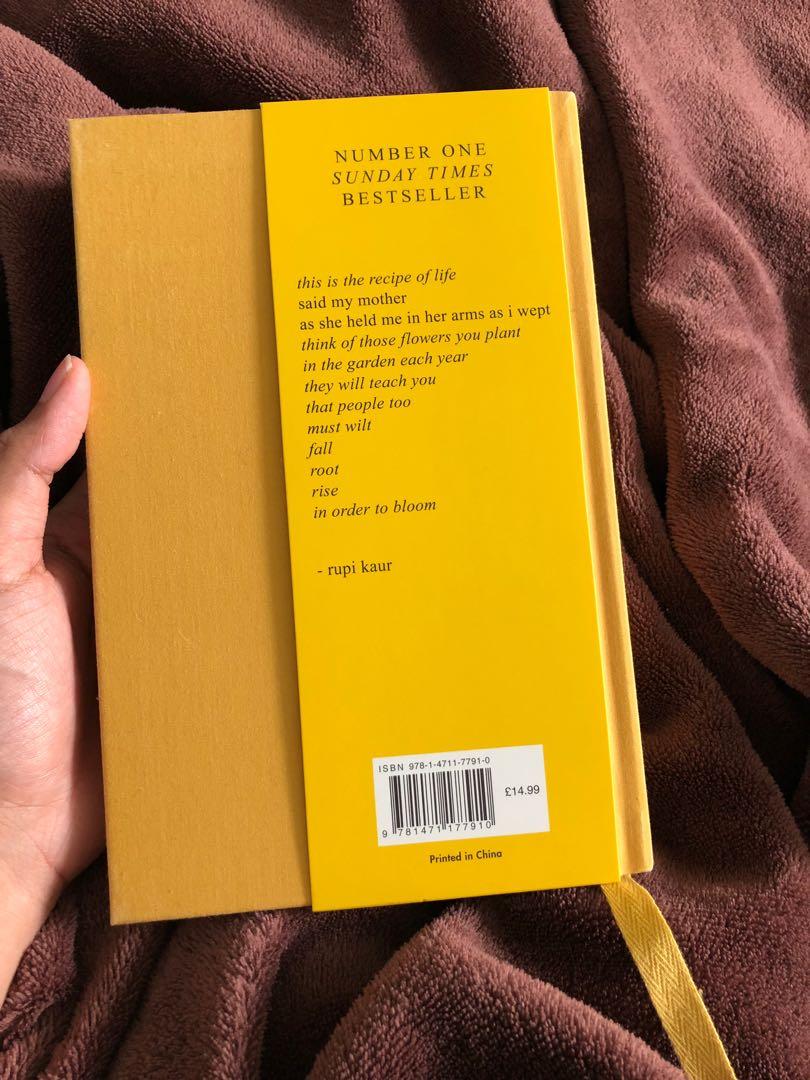 NUMBER ONE
SUNDAY TIMES
BESTSELLER
this is the recipe of life
said my mother
as she held me in her arms as i wept
think of those flowers you plant
in the garden each year
they will teach you
that people too
must wilt
fall
root
rise
in order to bloom
- rupi kaur
ISBN 978-1-4711-7791-0
£14.99
9 781471 177910
Printed in China